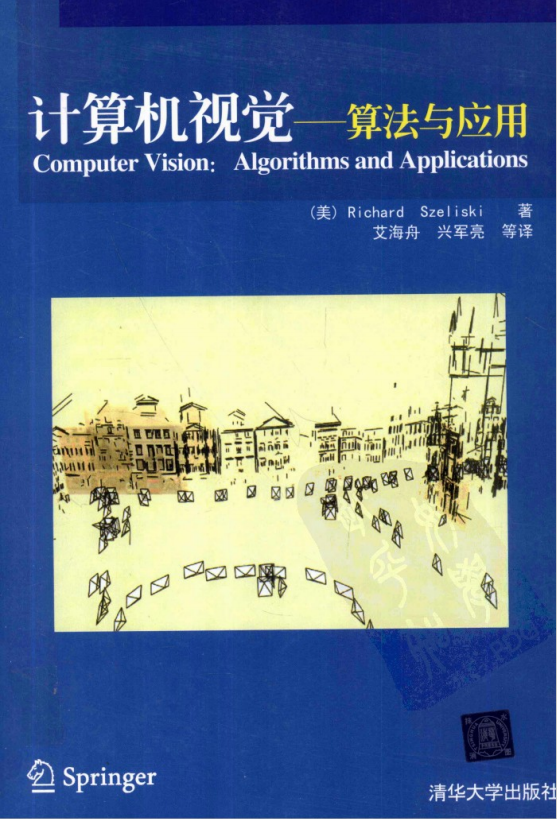 计算机视觉——算法与应用
Computer Vision: Algorithms and Applications
(美) Richard Szeliski 著
艾海舟 兴军亮 等译
Springer
清华大学出版社